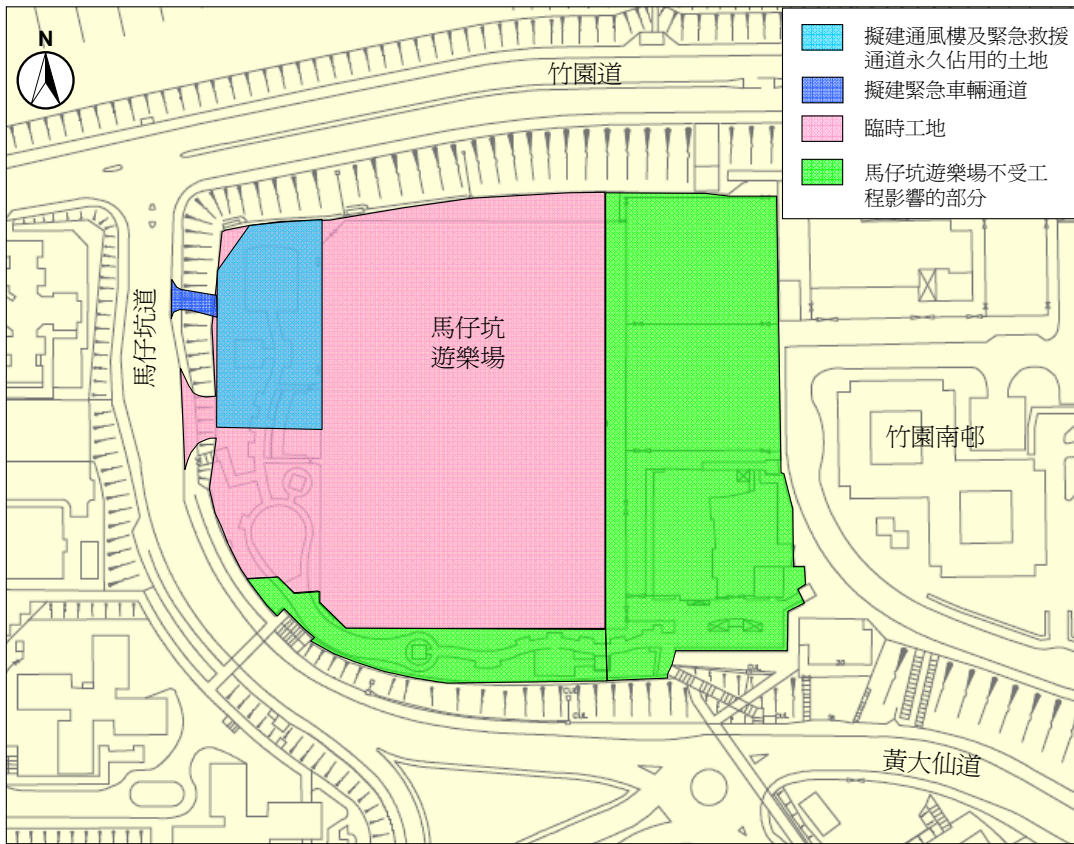 N
竹園道
擬建通風樓及緊急救援
通道永久佔用的土地
擬建緊急車輛通道
臨時工地
馬仔坑遊樂場不受工
程影響的部分
馬仔坑道
馬仔坑
遊樂場
竹園南邨
黃大仙道
CUL
CUL
CUL